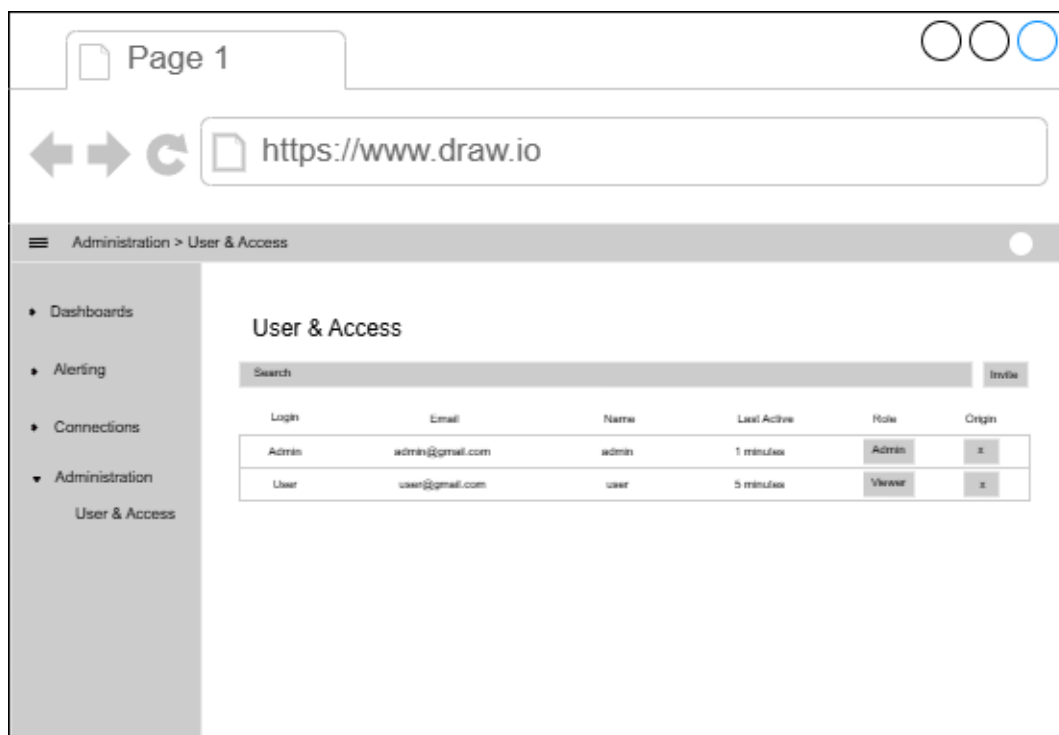 Page 1
https://www.draw.io
Administration > User & Access
Dashboards
Alerting
Connections
Administration
User & Access
User & Access
Search Invite
Login Email Name Last Active Role Origin
Admin admin@gmail.com admin 1 minutes Admin x
User user@gmail.com user 5 minutes Viewer x